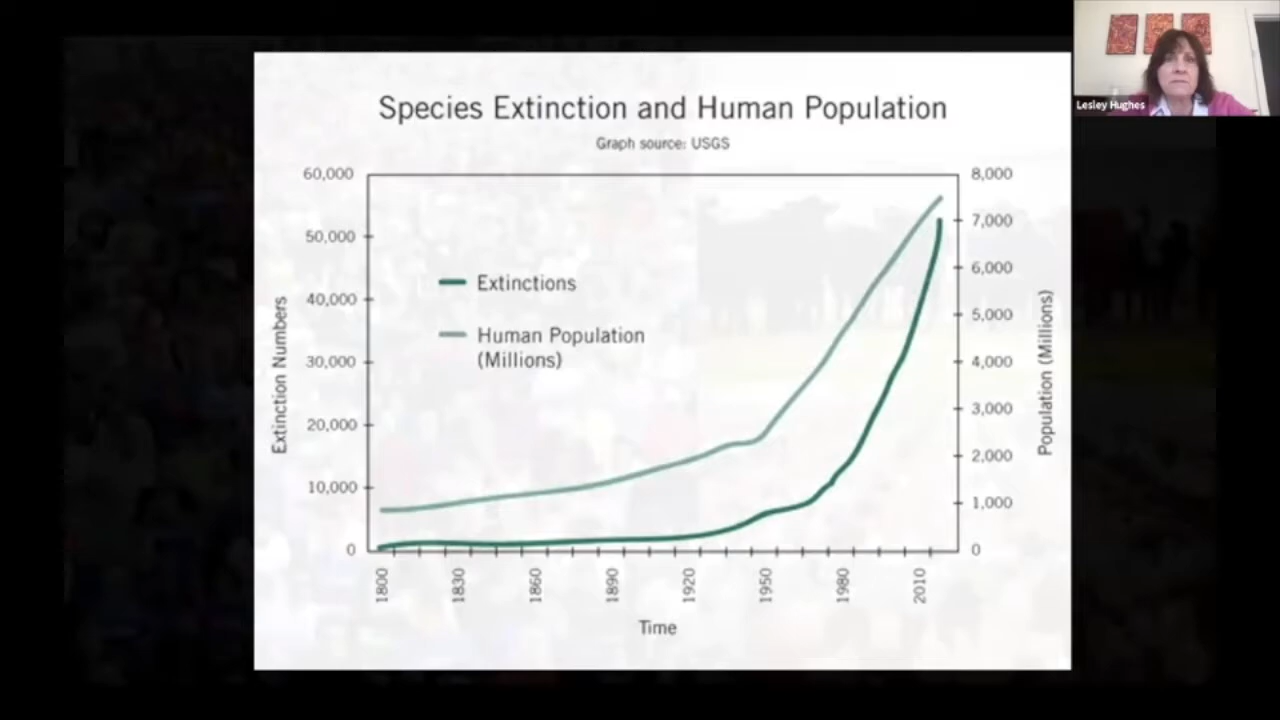 Lesley Hughes
Species Extinction and Human Population
Graph source: USGS
60,000
50,000
40,000
30,000
20,000
10,000
0
Extinction Numbers
Extinctions
Human Population
(Millions)
8,000
7,000
6,000
5,000
4,000
3,000
2,000
1,000
0
Population (Millions)
1800
1830
1860
1890
1920
1950
1980
2010
Time